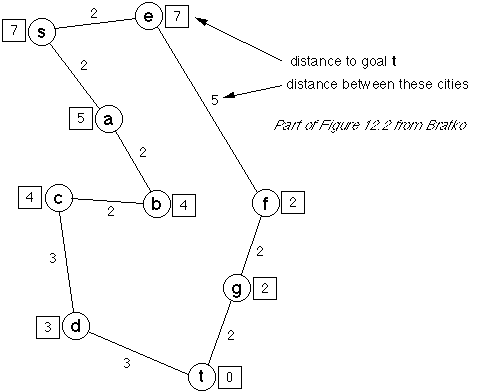 2
7 s e 7
2
distance to goal t
distance between these cities
5
5 a
Part of Figure 12.2 from Bratko
2
4 c 2 b 4 f 2
3 2
g 2
3 d 2
3
t 0